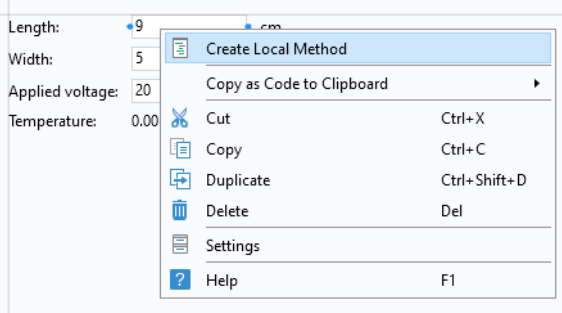 Length: 9 cm
Create Local Method
Width: 5
Copy as Code to Clipboard
Applied voltage: 20
Temperature: 0.00
Cut Ctrl+X
Copy Ctrl+C
Duplicate Ctrl+Shift+D
Delete Del
Settings
? Help F1